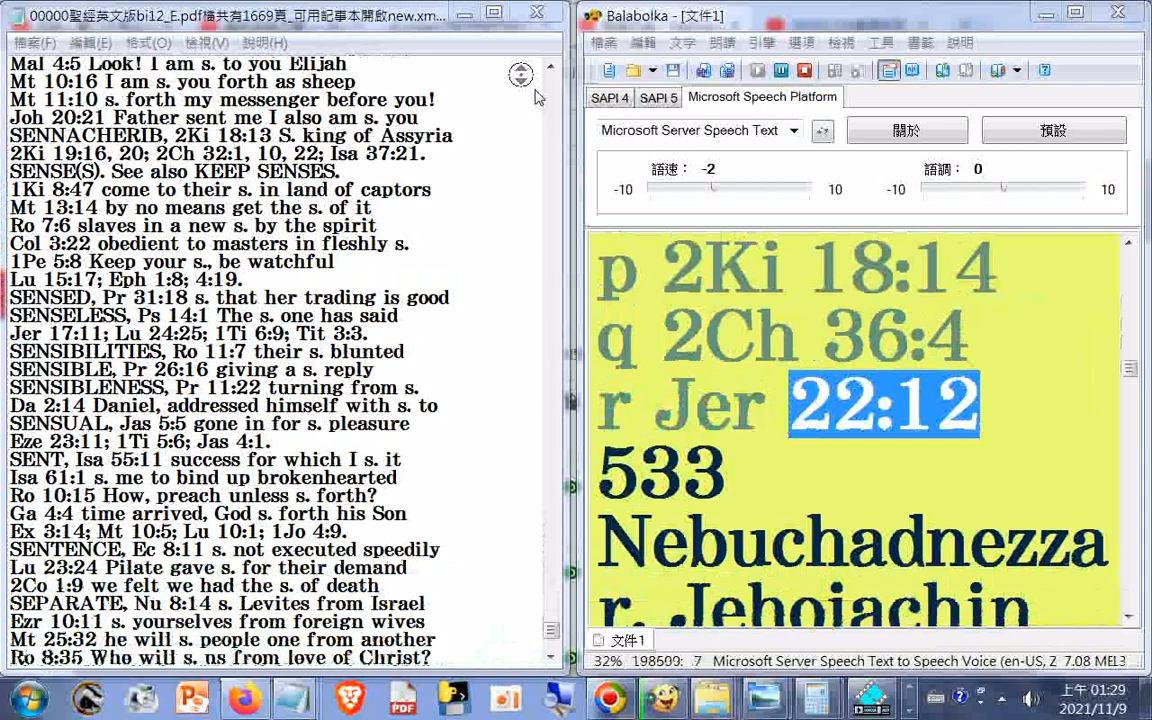 00000聖經英文版bi12_E.pdf檔共有1669頁_可用記事本開啟new.xm...
檔案(F) 編輯(E) 格式(O) 檢視(V) 說明(H)
Mal 4:5 Look! I am s. to you Elijah
Mt 10:16 I am s. you forth as sheep
Mt 11:10 s. forth my messenger before you!
Joh 20:21 Father sent me I also am s. you
SENNACHERIB, 2Ki 18:13 S. king of Assyria
2Ki 19:16, 20; 2Ch 32:1, 10, 22; Isa 37:21.
SENSE(S). See also KEEP SENSES.
1Ki 8:47 come to their s. in land of captors
Mt 13:14 by no means get the s. of it
Ro 7:6 slaves in a new s. by the spirit
Col 3:22 obedient to masters in fleshly s.
1Pe 5:8 Keep your s., be watchful
Lu 15:17; Eph 1:8; 4:19.
SENSED, Pr 31:18 s. that her trading is good
SENSELESS, Ps 14:1 The s. one has said
Jer 17:11; Lu 24:25; 1Ti 6:9; Tit 3:3.
SENSIBILITIES, Ro 11:7 their s. blunted
SENSIBLE, Pr 26:16 giving a s. reply
SENSIBLENESS, Pr 11:22 turning from s.
Da 2:14 Daniel, addressed himself with s. to
SENSUAL, Jas 5:5 gone in for s. pleasure
Eze 23:11; 1Ti 5:6; Jas 4:1.
SENT, Isa 55:11 success for which I s. it
Isa 61:1 s. me to bind up brokenhearted
Ro 10:15 How, preach unless s. forth?
Ga 4:4 time arrived, God s. forth his Son
Ex 3:14; Mt 10:5; Lu 10:1; 1Jo 4:9.
SENTENCE, Ec 8:11 s. not executed speedily
Lu 23:24 Pilate gave s. for their demand
2Co 1:9 we felt we had the s. of death
SEPARATE, Nu 8:14 s. Levites from Israel
Ezr 10:11 s. yourselves from foreign wives
Mt 25:32 he will s. people one from another
Ro 8:35 Who will s. us from love of Christ?
Balabolka - [文件1]
檔案 編輯 文字 朗讀 引擎 選項 檢視 工具 書籤 說明
SAPI 4 SAPI 5 Microsoft Speech Platform
Microsoft Server Speech Text 關於 預設
語速: -2 語調: 0
-10 10 -10 10
p 2Ki 18:14
q 2Ch 36:4
r Jer 22:12
533
Nebuchadnezza
r. Jehoiachin
文件1
32% 198509: 7 Microsoft Server Speech Text to Speech Voice (en-US, Z 7.08 ME
上午 01:29
2021/11/9